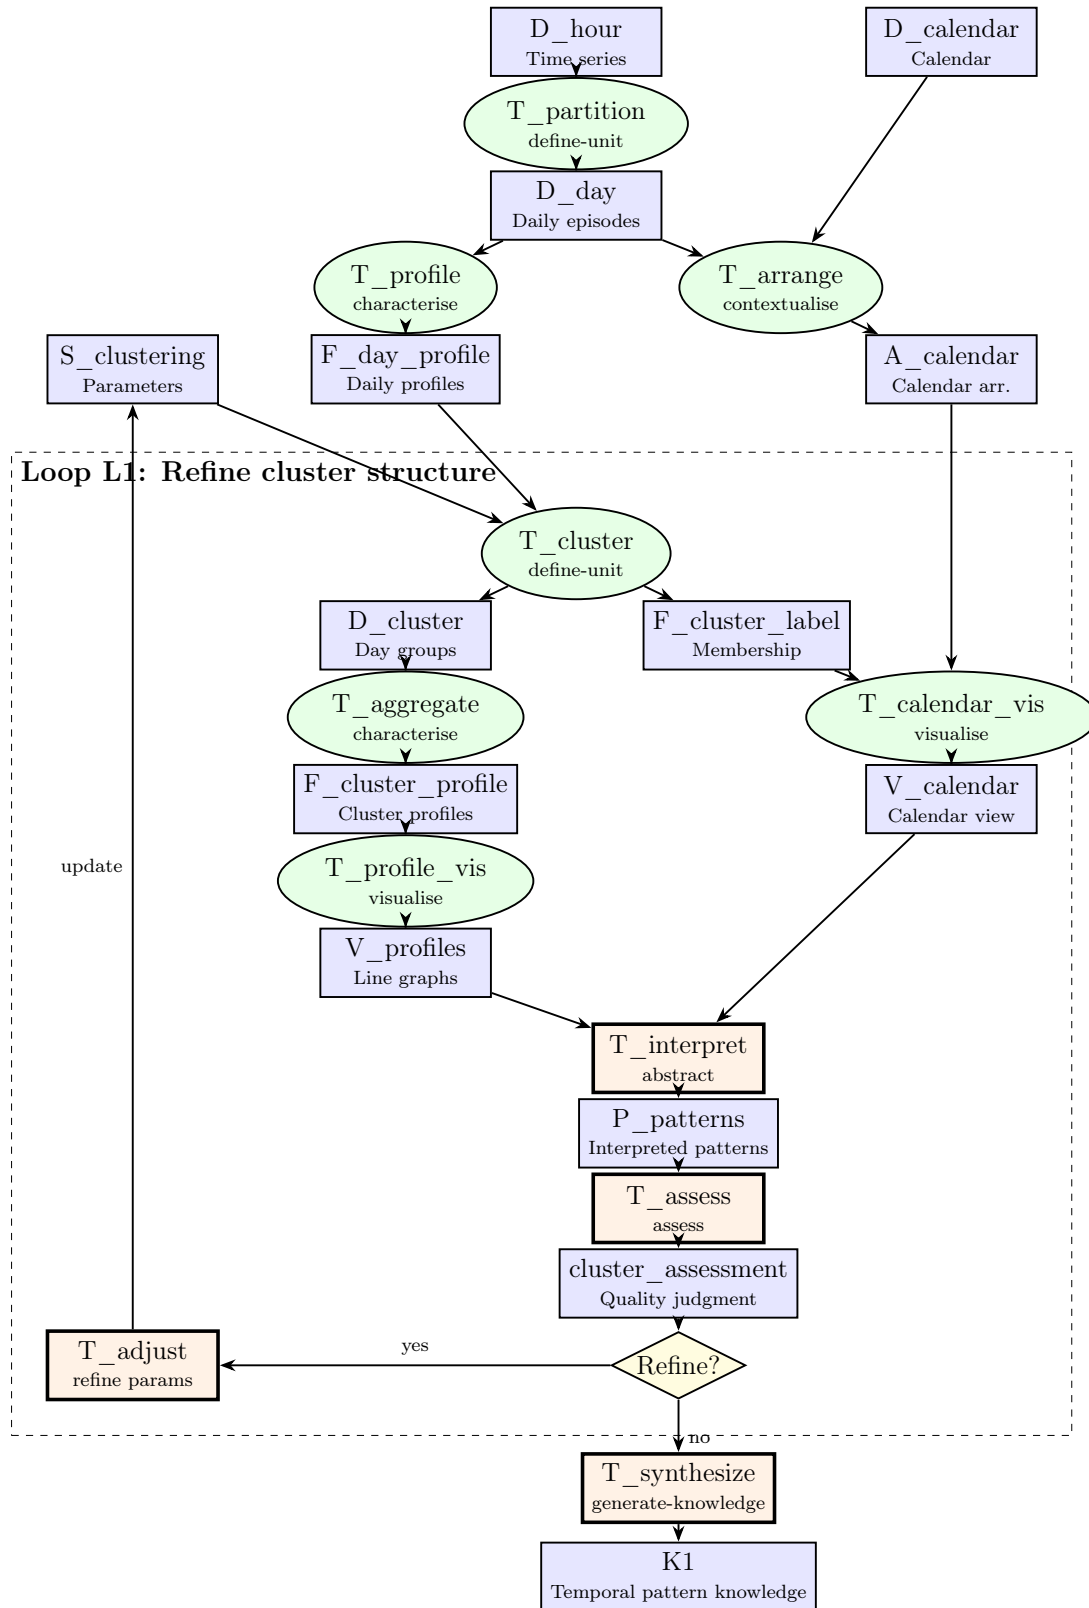 D_hour
Time series
D_calendar
Calendar
T_partition
define-unit
D_day
Daily episodes
T_profile
characterise
T_arrange
contextualise
S_clustering
Parameters
F_day_profile
Daily profiles
A_calendar
Calendar arr.
Loop L1: Refine cluster structure
T_cluster
define-unit
D_cluster
Day groups
F_cluster_label
Membership
T_aggregate
characterise
T_calendar_vis
visualise
F_cluster_profile
Cluster profiles
V_calendar
Calendar view
update
T_profile_vis
visualise
V_profiles
Line graphs
T_interpret
abstract
P_patterns
Interpreted patterns
T_assess
assess
cluster_assessment
Quality judgment
T_adjust
refine params
yes
Refine?
no
T_synthesize
generate-knowledge
K1
Temporal pattern knowledge